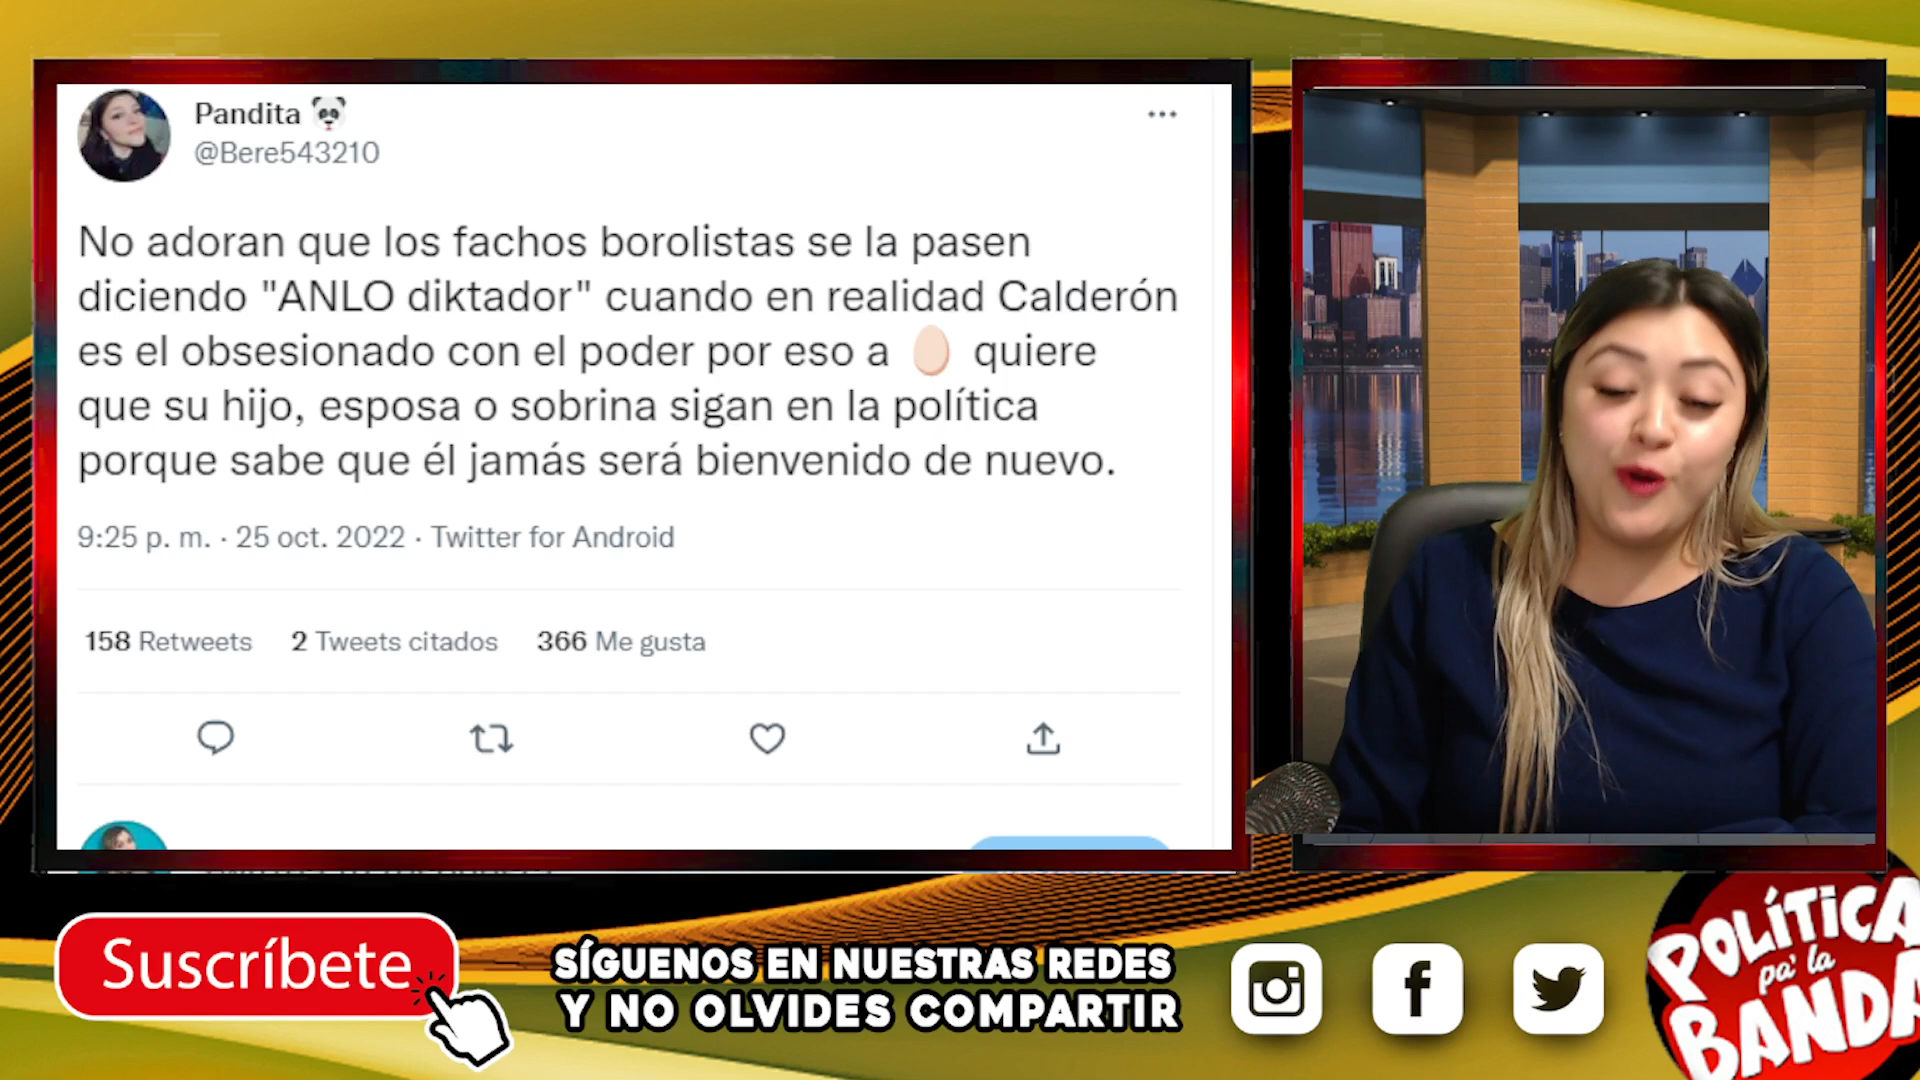 Pandita 🐼
@Bere543210
No adoran que los fachos borolistas se la pasen
diciendo "ANLO diktador" cuando en realidad Calderón
es el obsesionado con el poder por eso a 🥚 quiere
que su hijo, esposa o sobrina sigan en la política
porque sabe que él jamás será bienvenido de nuevo.
9:25 p. m. · 25 oct. 2022 · Twitter for Android
158 Retweets 2 Tweets citados 366 Me gusta
Suscríbete
SÍGUENOS EN NUESTRAS REDES
Y NO OLVIDES COMPARTIR
POLÍTICA
pa' la
BANDA